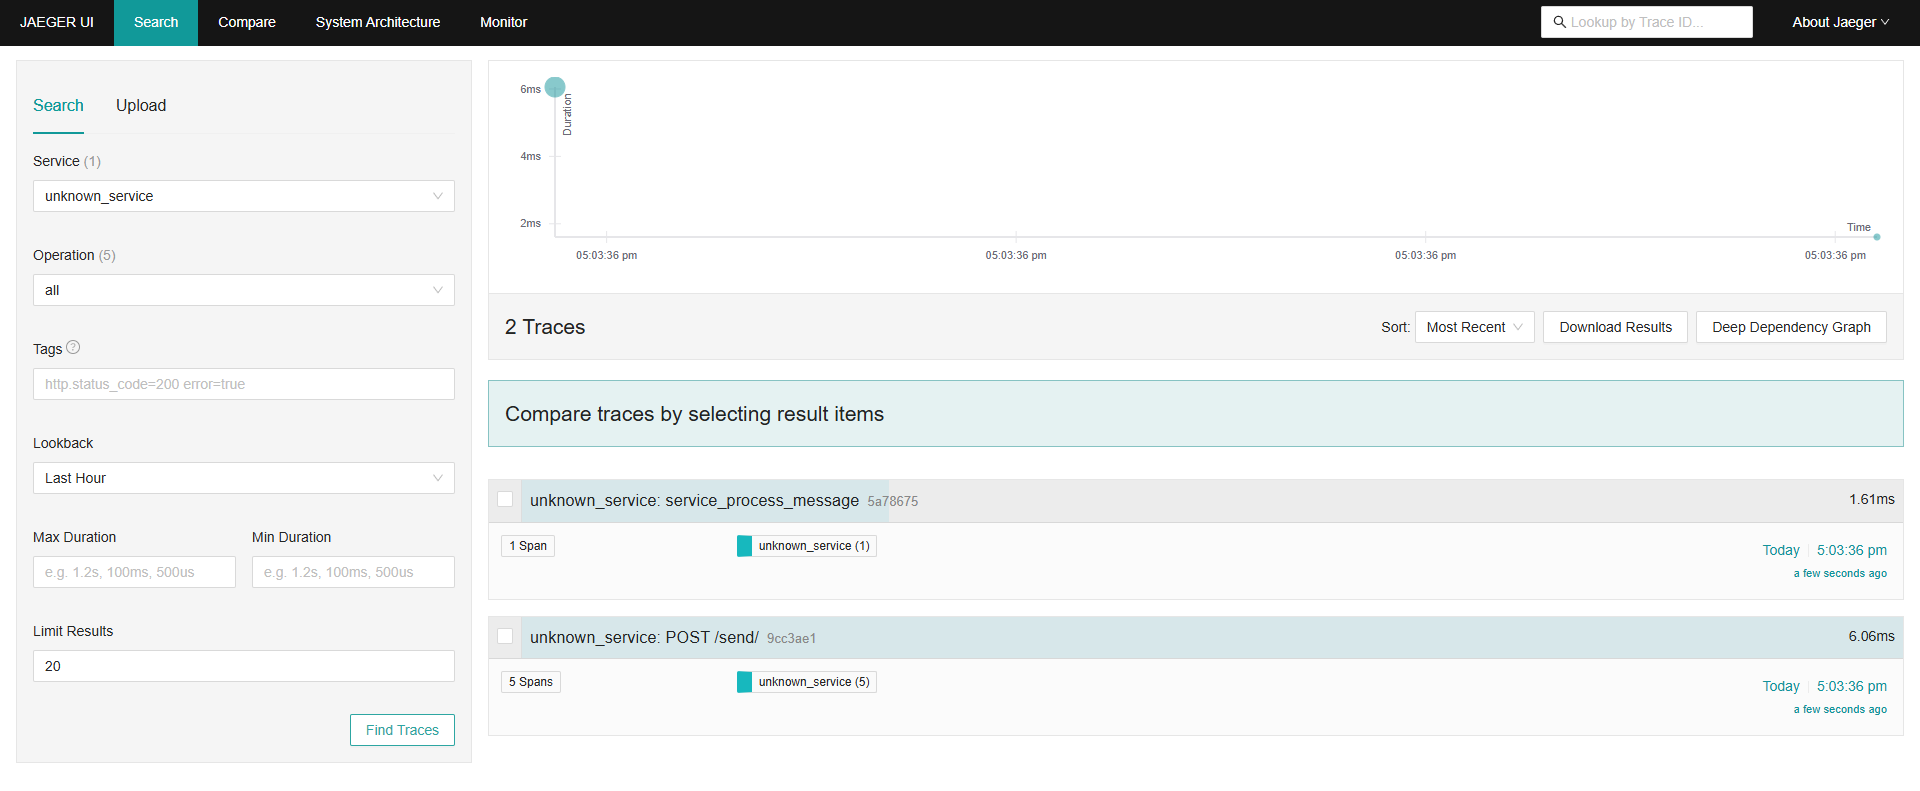 JAEGER UI Search Compare System Architecture Monitor Lookup by Trace ID... About Jaeger
Search Upload
Service (1)
unknown_service
Operation (5)
all
Tags ?
http.status_code=200 error=true
Lookback
Last Hour
Max Duration Min Duration
e.g. 1.2s, 100ms, 500us e.g. 1.2s, 100ms, 500us
Limit Results
20
Find Traces
6ms
Duration
4ms
2ms
Time
05:03:36 pm 05:03:36 pm 05:03:36 pm 05:03:36 pm
2 Traces Sort: Most Recent Download Results Deep Dependency Graph
Compare traces by selecting result items
unknown_service: service_process_message 5a78675 1.61ms
1 Span unknown_service (1) Today 5:03:36 pm
a few seconds ago
unknown_service: POST /send/ 9cc3ae1 6.06ms
5 Spans unknown_service (5) Today 5:03:36 pm
a few seconds ago